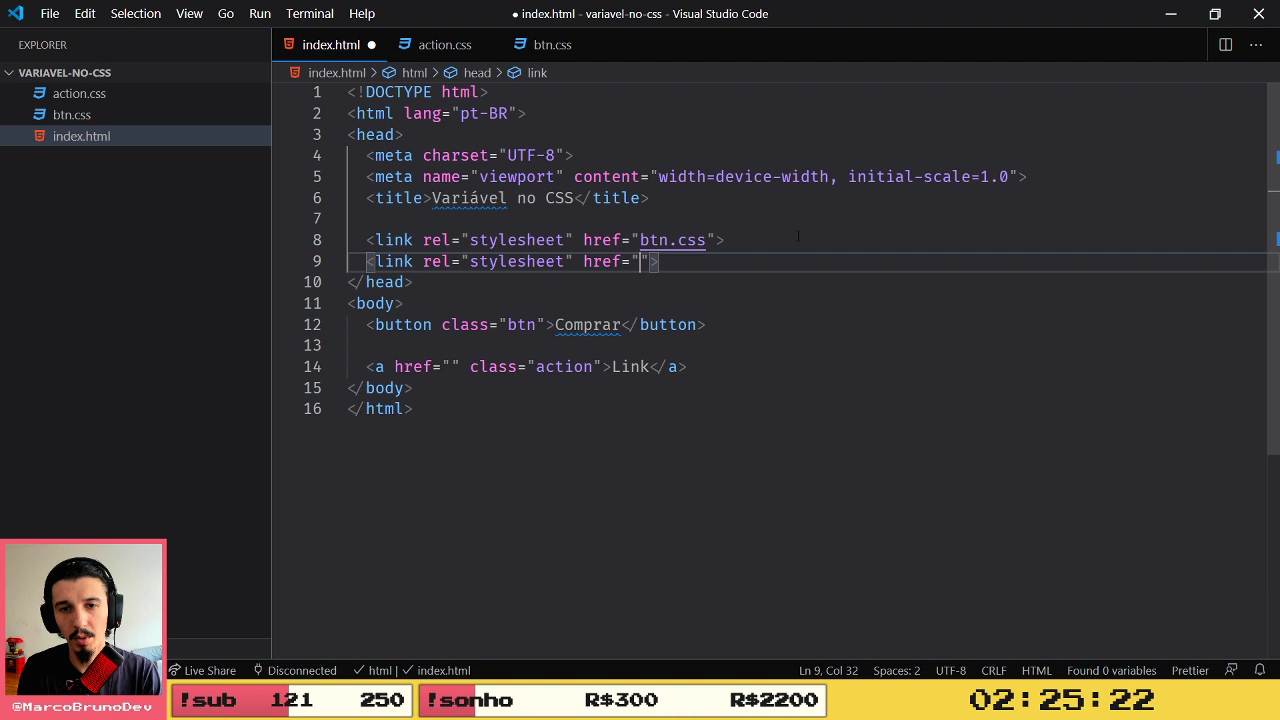 File Edit Selection View Go Run Terminal Help
● index.html - variavel-no-css - Visual Studio Code
EXPLORER
VARIAVEL-NO-CSS
action.css
btn.css
index.html
index.html ● action.css btn.css
index.html > html > head > link
1 <!DOCTYPE html>
2 <html lang="pt-BR">
3 <head>
4 <meta charset="UTF-8">
5 <meta name="viewport" content="width=device-width, initial-scale=1.0">
6 <title>Variável no CSS</title>
7
8 <link rel="stylesheet" href="btn.css">
9 <link rel="stylesheet" href="">
10 </head>
11 <body>
12 <button class="btn">Comprar</button>
13
14 <a href="" class="action">Link</a>
15 </body>
16 </html>
Live Share Disconnected ✓ html | ✓ index.html Ln 9, Col 32 Spaces: 2 UTF-8 CRLF HTML Found 0 variables Prettier
@MarcoBrunoDev
!sub 121 250 !sonho R$300 R$2200 02:25:22